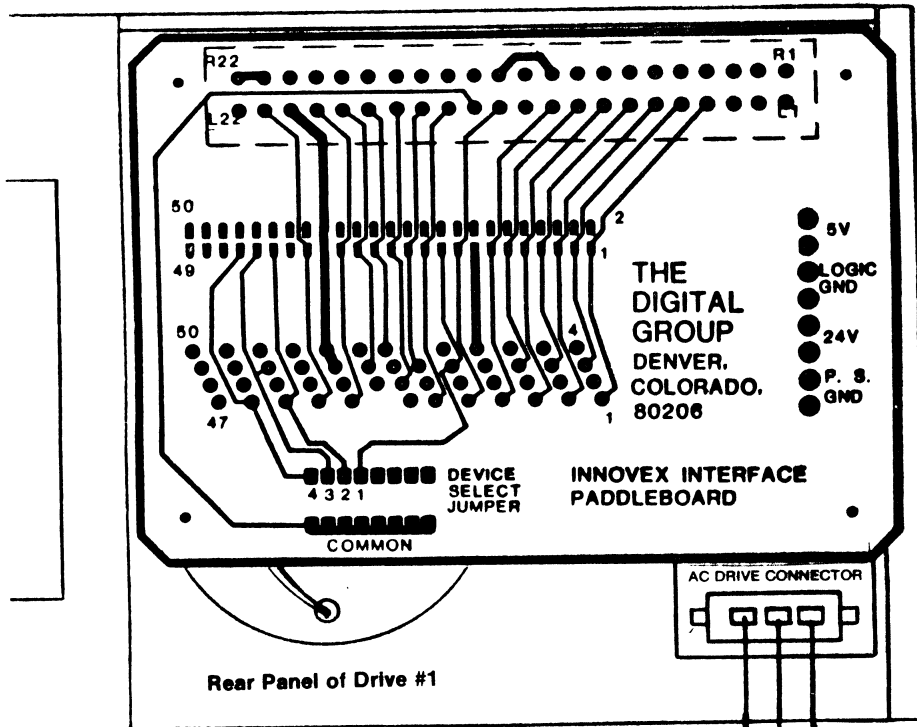 R22
R1
L22
L1
50
2
49
1
5V
LOGIC
GND
24V
P. S.
GND
THE
DIGITAL
GROUP
DENVER,
COLORADO,
80206
50
4
47
1
4 3 2 1
DEVICE
SELECT
JUMPER
COMMON
INNOVEX INTERFACE
PADDLEBOARD
AC DRIVE CONNECTOR
Rear Panel of Drive #1